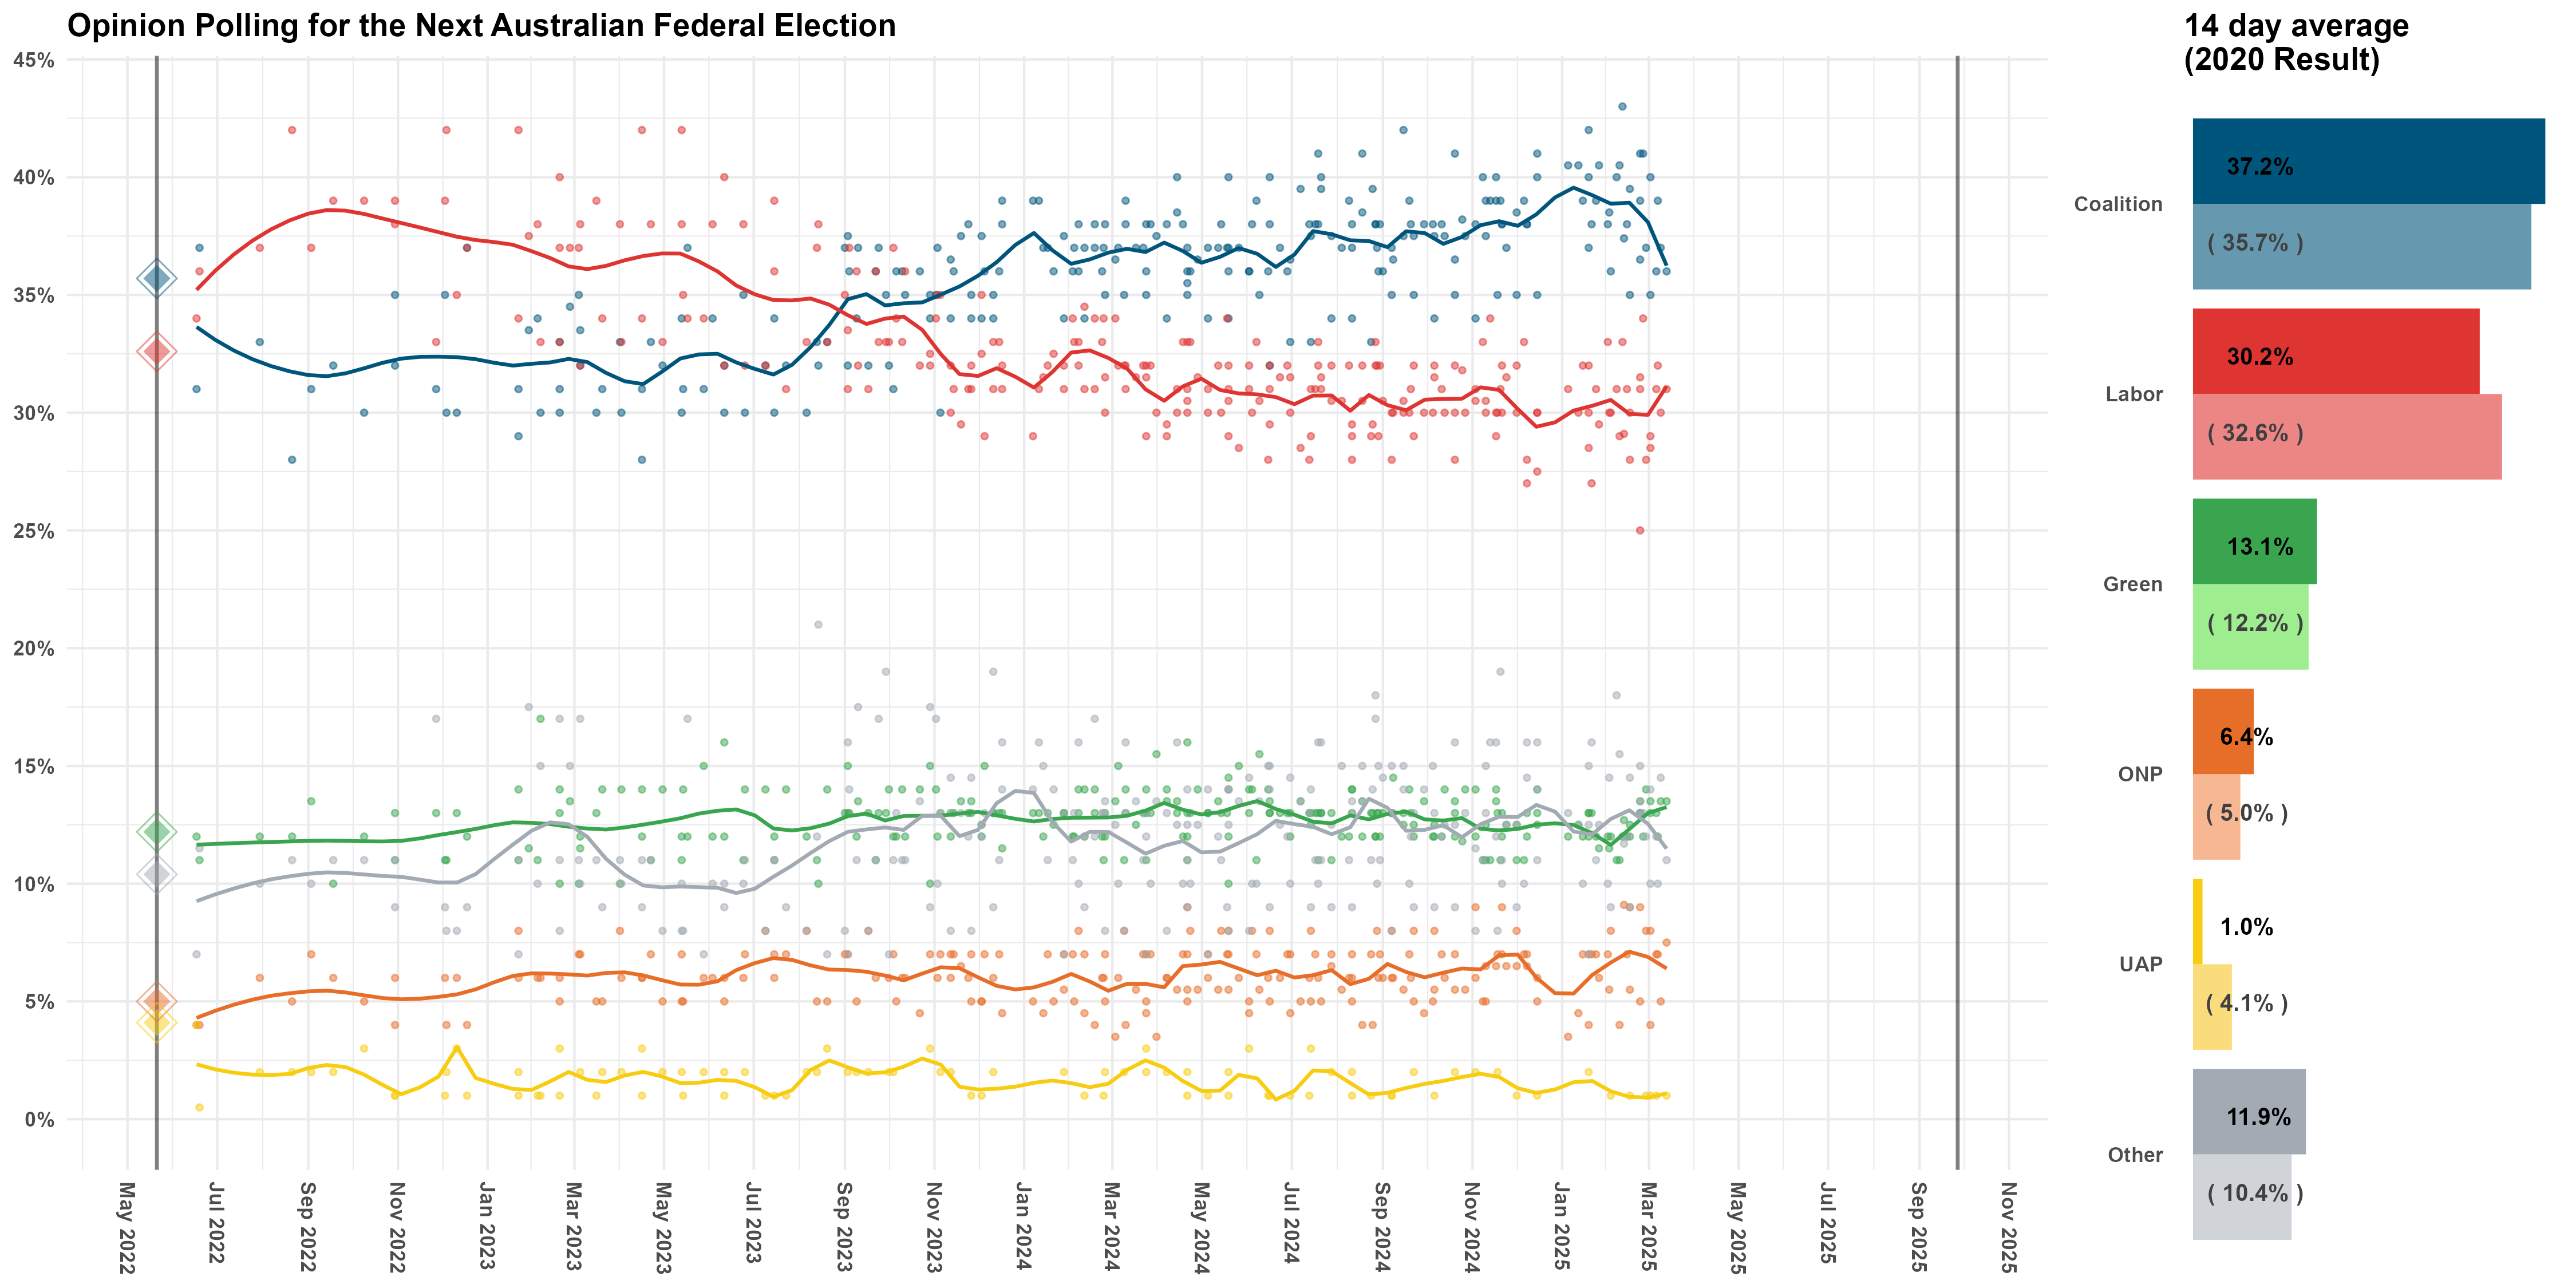 Opinion Polling for the Next Australian Federal Election
45%
40%
35%
30%
25%
20%
15%
10%
5%
0%
May 2022
Jul 2022
Sep 2022
Nov 2022
Jan 2023
Mar 2023
May 2023
Jul 2023
Sep 2023
Nov 2023
Jan 2024
Mar 2024
May 2024
Jul 2024
Sep 2024
Nov 2024
Jan 2025
Mar 2025
May 2025
Jul 2025
Sep 2025
Nov 2025
14 day average
(2020 Result)
Coalition
37.2%
( 35.7% )
Labor
30.2%
( 32.6% )
Green
13.1%
( 12.2% )
ONP
6.4%
( 5.0% )
UAP
1.0%
( 4.1% )
Other
11.9%
( 10.4% )